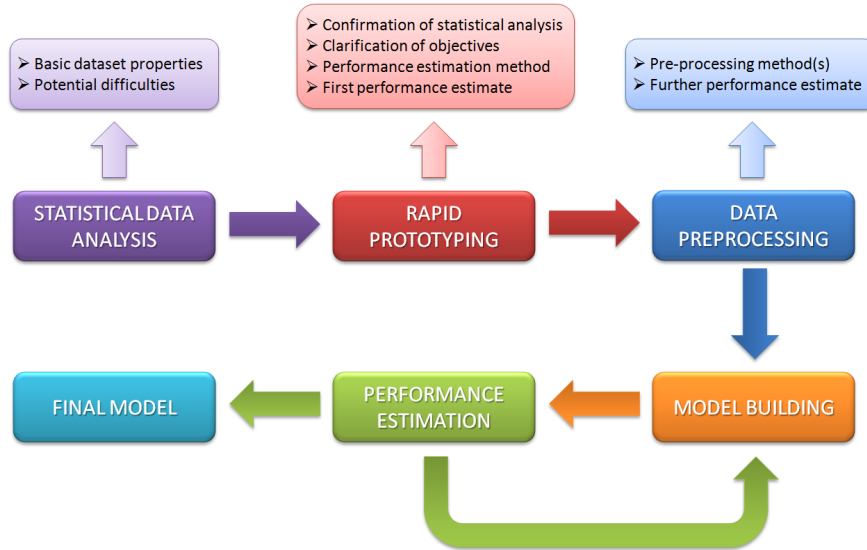 ➢ Basic dataset properties
➢ Potential difficulties
➢ Confirmation of statistical analysis
➢ Clarification of objectives
➢ Performance estimation method
➢ First performance estimate
➢ Pre-processing method(s)
➢ Further performance estimate
STATISTICAL DATA
ANALYSIS
RAPID
PROTOTYPING
DATA
PREPROCESSING
FINAL MODEL
PERFORMANCE
ESTIMATION
MODEL BUILDING